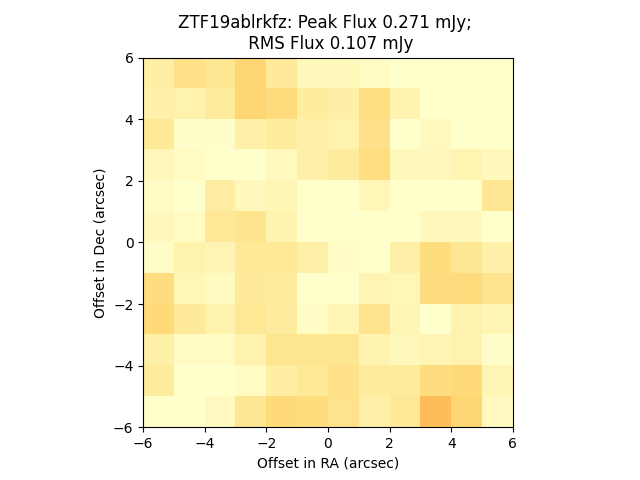 ZTF19ablrkfz: Peak Flux 0.271 mJy;
RMS Flux 0.107 mJy
6
4
2
0
−2
−4
−6
Offset in Dec (arcsec)
−6 −4 −2 0 2 4 6
Offset in RA (arcsec)